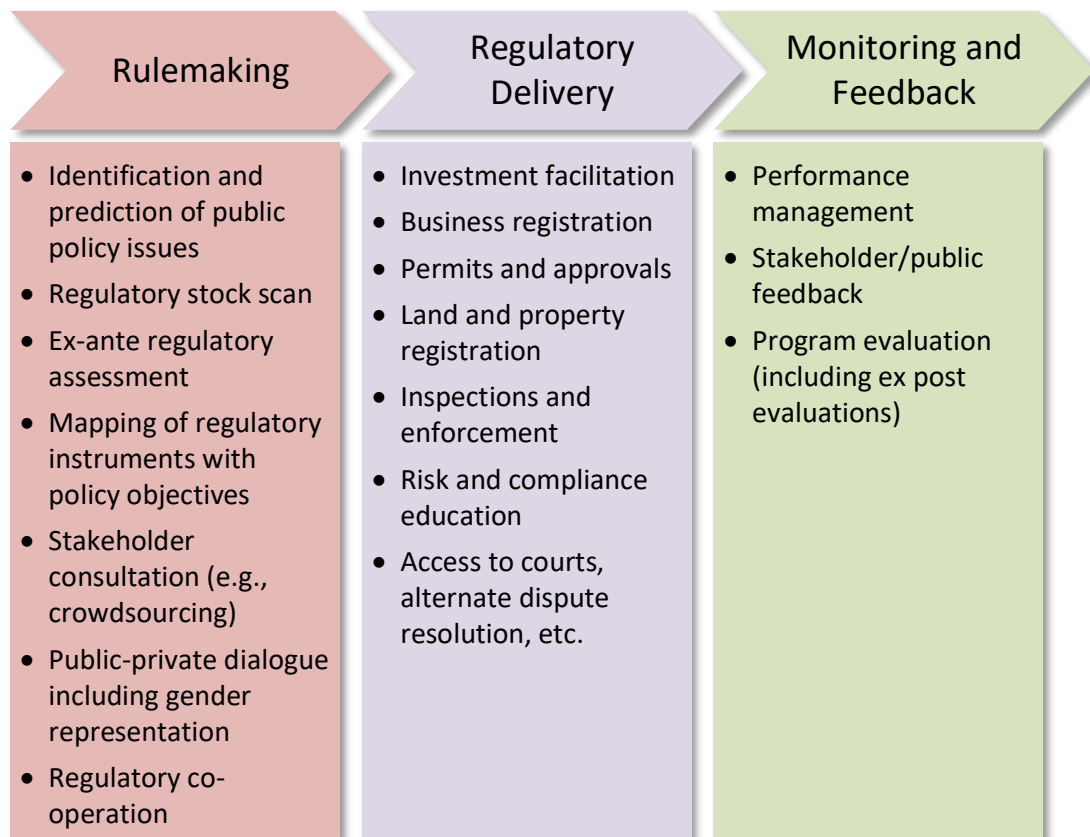 Rulemaking
• Identification and
prediction of public
policy issues
• Regulatory stock scan
• Ex-ante regulatory
assessment
• Mapping of regulatory
instruments with
policy objectives
• Stakeholder
consultation (e.g.,
crowdsourcing)
• Public-private dialogue
including gender
representation
• Regulatory co-
operation
Regulatory
Delivery
• Investment facilitation
• Business registration
• Permits and approvals
• Land and property
registration
• Inspections and
enforcement
• Risk and compliance
education
• Access to courts,
alternate dispute
resolution, etc.
Monitoring and
Feedback
• Performance
management
• Stakeholder/public
feedback
• Program evaluation
(including ex post
evaluations)